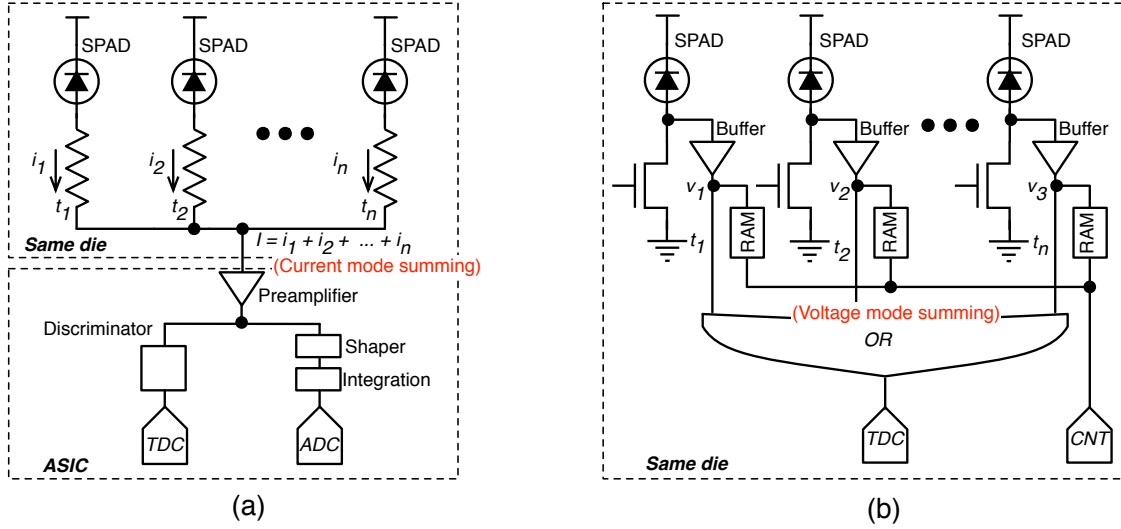 SPAD SPAD SPAD
i1 i2 in
t1 t2 tn
Same die
I = i1 + i2 + ... + in
(Current mode summing)
Preamplifier
Discriminator
Shaper
Integration
TDC ADC
ASIC
(a)
SPAD SPAD SPAD
Buffer Buffer Buffer
v1 v2 v3
RAM RAM RAM
t1 t2 tn
(Voltage mode summing)
OR
TDC CNT
Same die
(b)